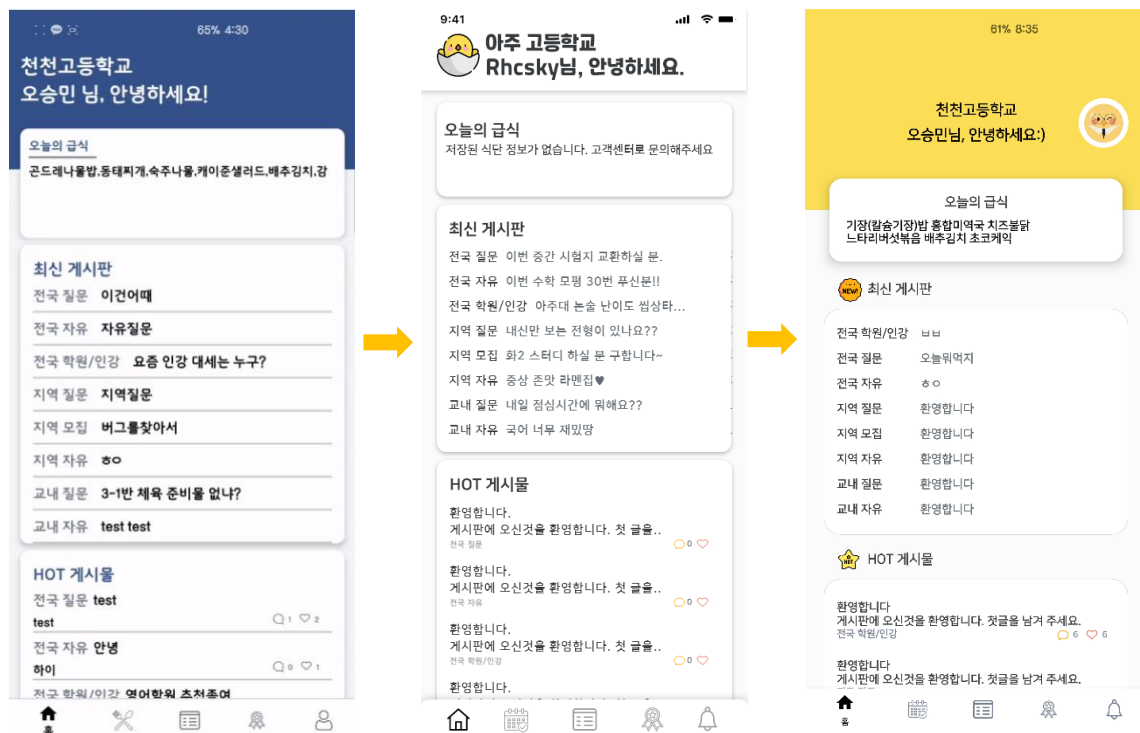 65% 4:30
천천고등학교
오승민 님, 안녕하세요!
오늘의 급식
곤드레나물밥,동태찌개,숙주나물,캐이준샐러드,배추김치,감
최신 게시판
전국 질문 이건어때
전국 자유 자유질문
전국 학원/인강 요즘 인강 대세는 누구?
지역 질문 지역질문
지역 모집 버그를찾아서
지역 자유 ㅎㅇ
교내 질문 3-1반 체육 준비물 없냐?
교내 자유 test test
HOT 게시물
전국 질문 test
test 1 2
전국 자유 안녕
하이 0 1
전국 학원/인강 영어학원 추천좀여
홈
9:41
아주 고등학교
Rhcsky님, 안녕하세요.
오늘의 급식
저장된 식단 정보가 없습니다. 고객센터로 문의해주세요
최신 게시판
전국 질문 이번 중간 시험지 교환하실 분.
전국 자유 이번 수학 모평 30번 푸신분!!
전국 학원/인강 아주대 논술 난이도 씹상타...
지역 질문 내신만 보는 전형이 있나요??
지역 모집 화2 스터디 하실 분 구합니다~
지역 자유 중상 존맛 라멘집♥
교내 질문 내일 점심시간에 뭐해요??
교내 자유 국어 너무 재밌땅
HOT 게시물
환영합니다.
게시판에 오신것을 환영합니다. 첫 글을..
전국 질문 0
환영합니다.
게시판에 오신것을 환영합니다. 첫 글을..
전국 자유 0
환영합니다.
게시판에 오신것을 환영합니다. 첫 글을..
전국 학원/인강 0
환영합니다.
61% 8:35
천천고등학교
오승민님, 안녕하세요:)
오늘의 급식
기장(칼슘기장)밥 홍합미역국 치즈불닭
느타리버섯볶음 배추김치 초코케익
NEW! 최신 게시판
전국 학원/인강 ㅂㅂ
전국 질문 오늘뭐먹지
전국 자유 ㅎㅇ
지역 질문 환영합니다
지역 모집 환영합니다
지역 자유 환영합니다
교내 질문 환영합니다
교내 자유 환영합니다
HOT HOT 게시물
환영합니다
게시판에 오신것을 환영합니다. 첫글을 남겨 주세요.
전국 학원/인강 6 6
환영합니다
게시판에 오신것을 환영합니다. 첫글을 남겨 주세요.
홈